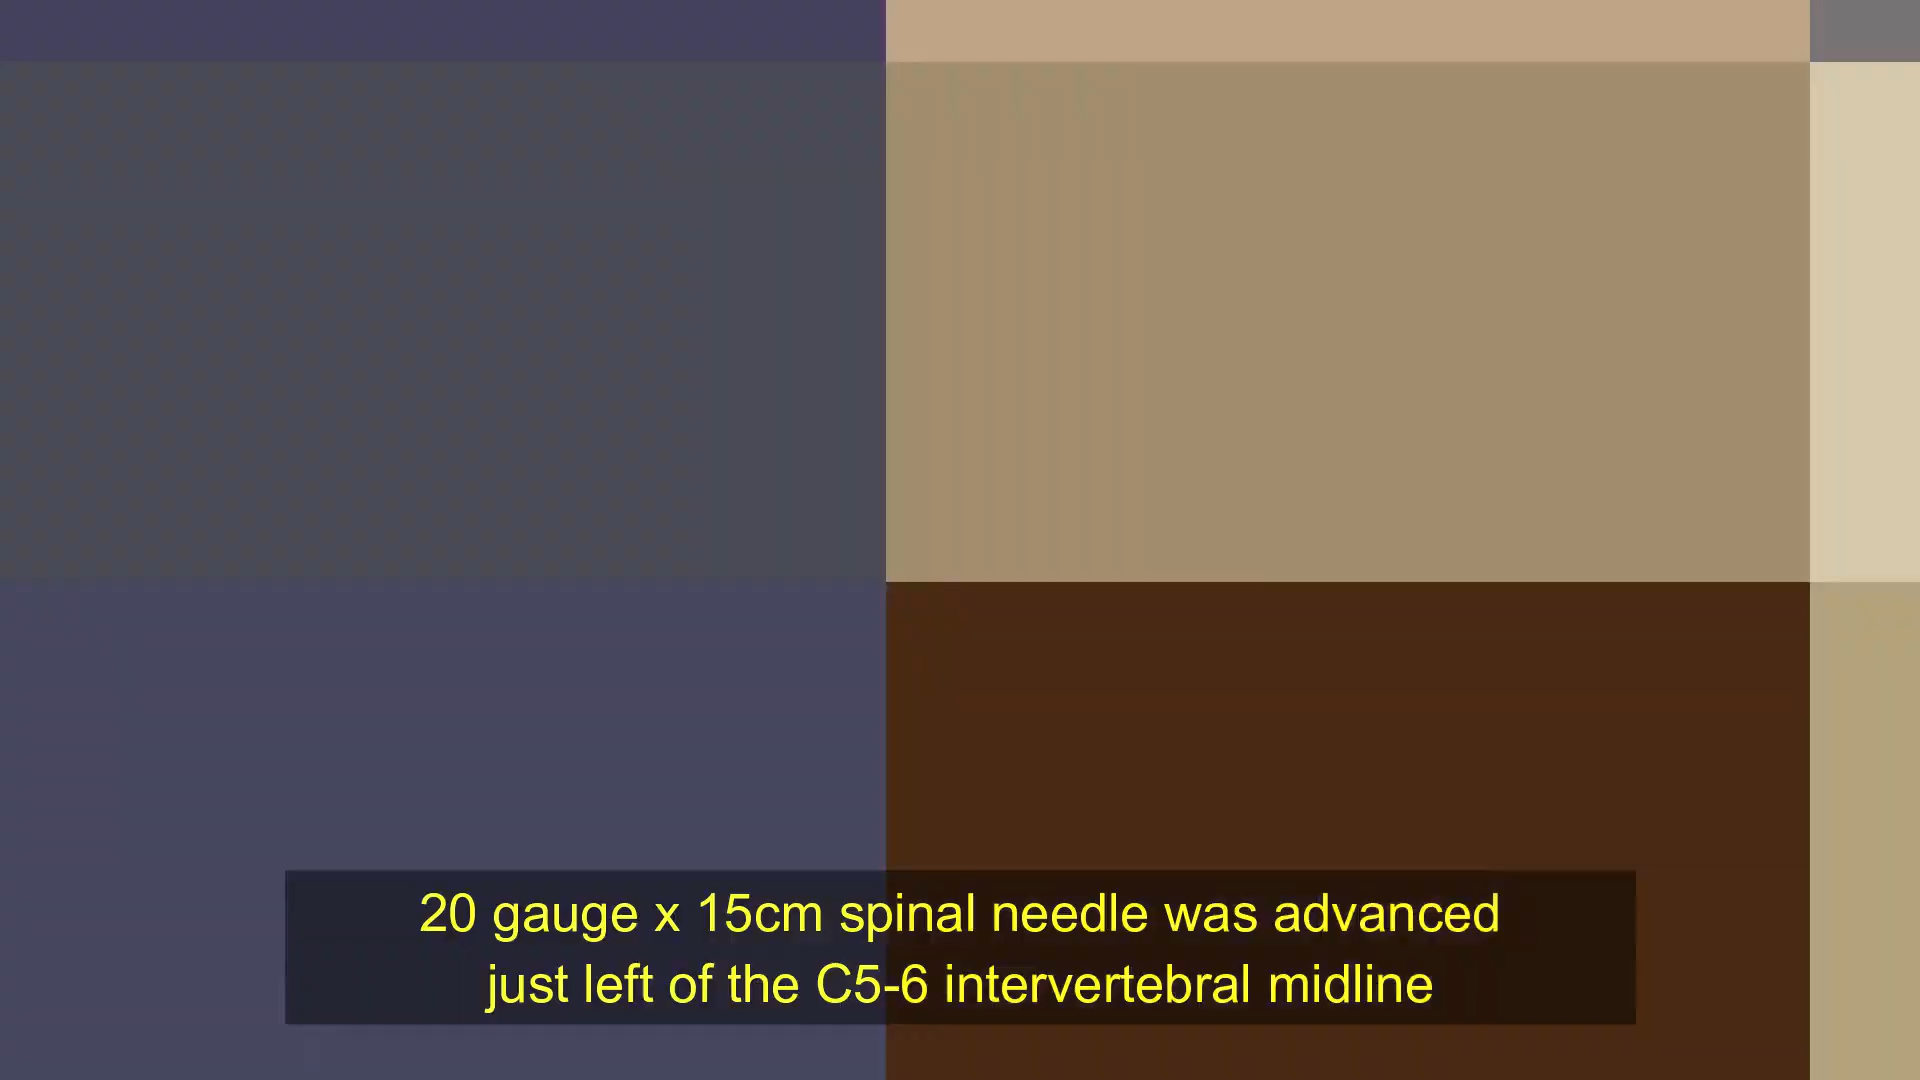 20 gauge x 15cm spinal needle was advanced
just left of the C5-6 intervertebral midline